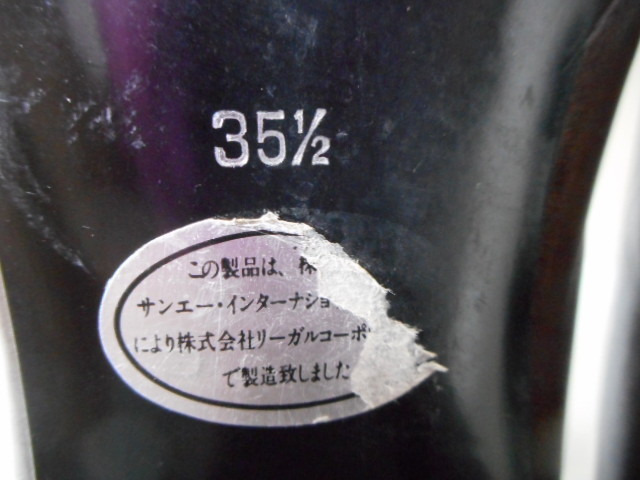 35½
この製品は、株
サンエー・インターナショ
により株式会社リーガルコーポ
で製造致しました